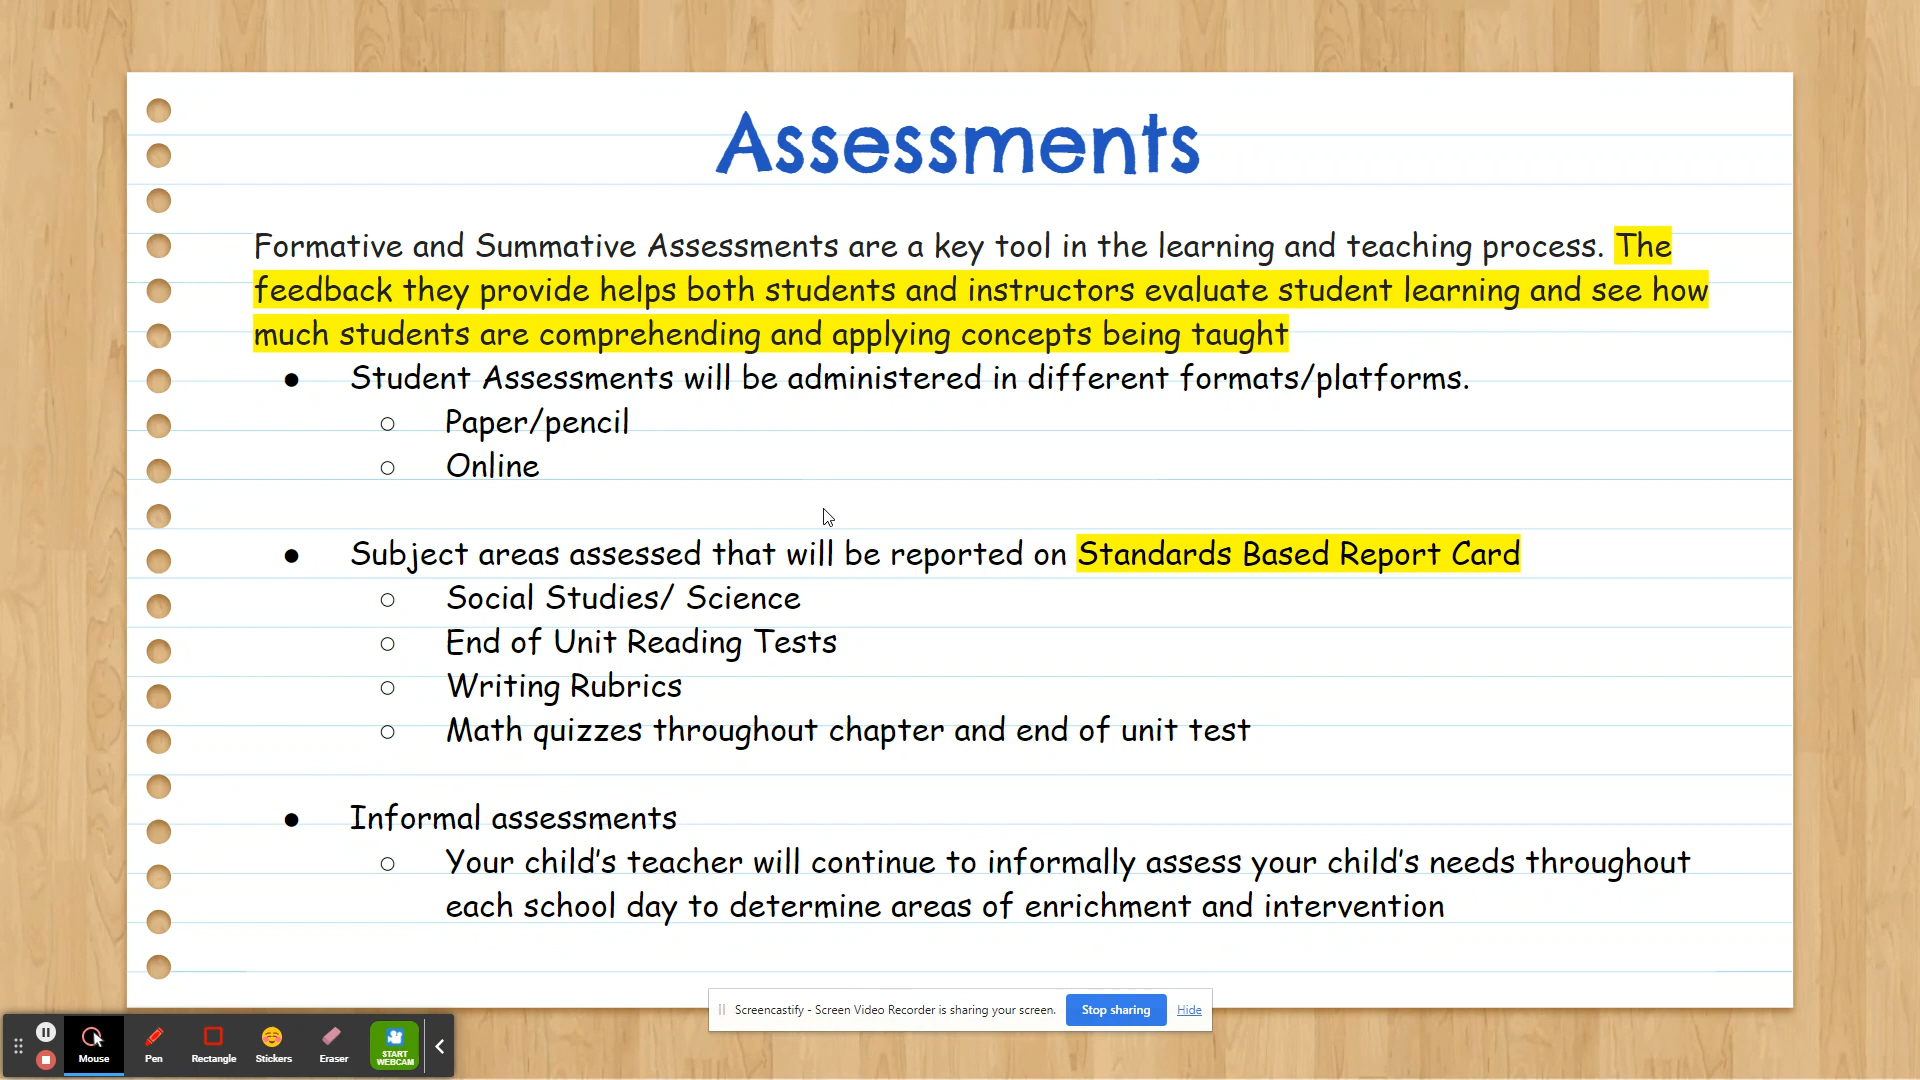 Assessments
Formative and Summative Assessments are a key tool in the learning and teaching process. The
feedback they provide helps both students and instructors evaluate student learning and see how
much students are comprehending and applying concepts being taught
● Student Assessments will be administered in different formats/platforms.
○ Paper/pencil
○ Online
● Subject areas assessed that will be reported on Standards Based Report Card
○ Social Studies/ Science
○ End of Unit Reading Tests
○ Writing Rubrics
○ Math quizzes throughout chapter and end of unit test
● Informal assessments
○ Your child's teacher will continue to informally assess your child's needs throughout
each school day to determine areas of enrichment and intervention
Screencastify - Screen Video Recorder is sharing your screen. Stop sharing Hide
Mouse Pen Rectangle Stickers Eraser START
WEBCAM